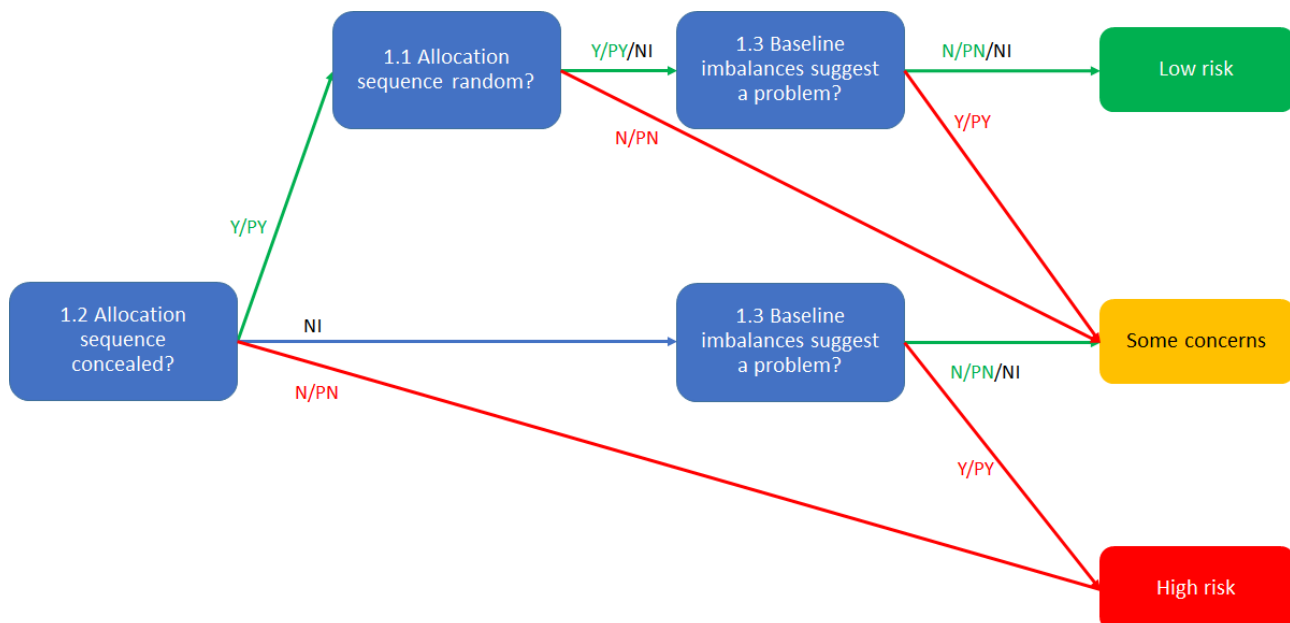 1.1 Allocation
sequence random?
Y/PY/NI
1.3 Baseline
imbalances suggest
a problem?
N/PN/NI
Low risk
N/PN
Y/PY
Y/PY
1.2 Allocation
sequence
concealed?
NI
N/PN
1.3 Baseline
imbalances suggest
a problem?
N/PN/NI
Some concerns
Y/PY
High risk